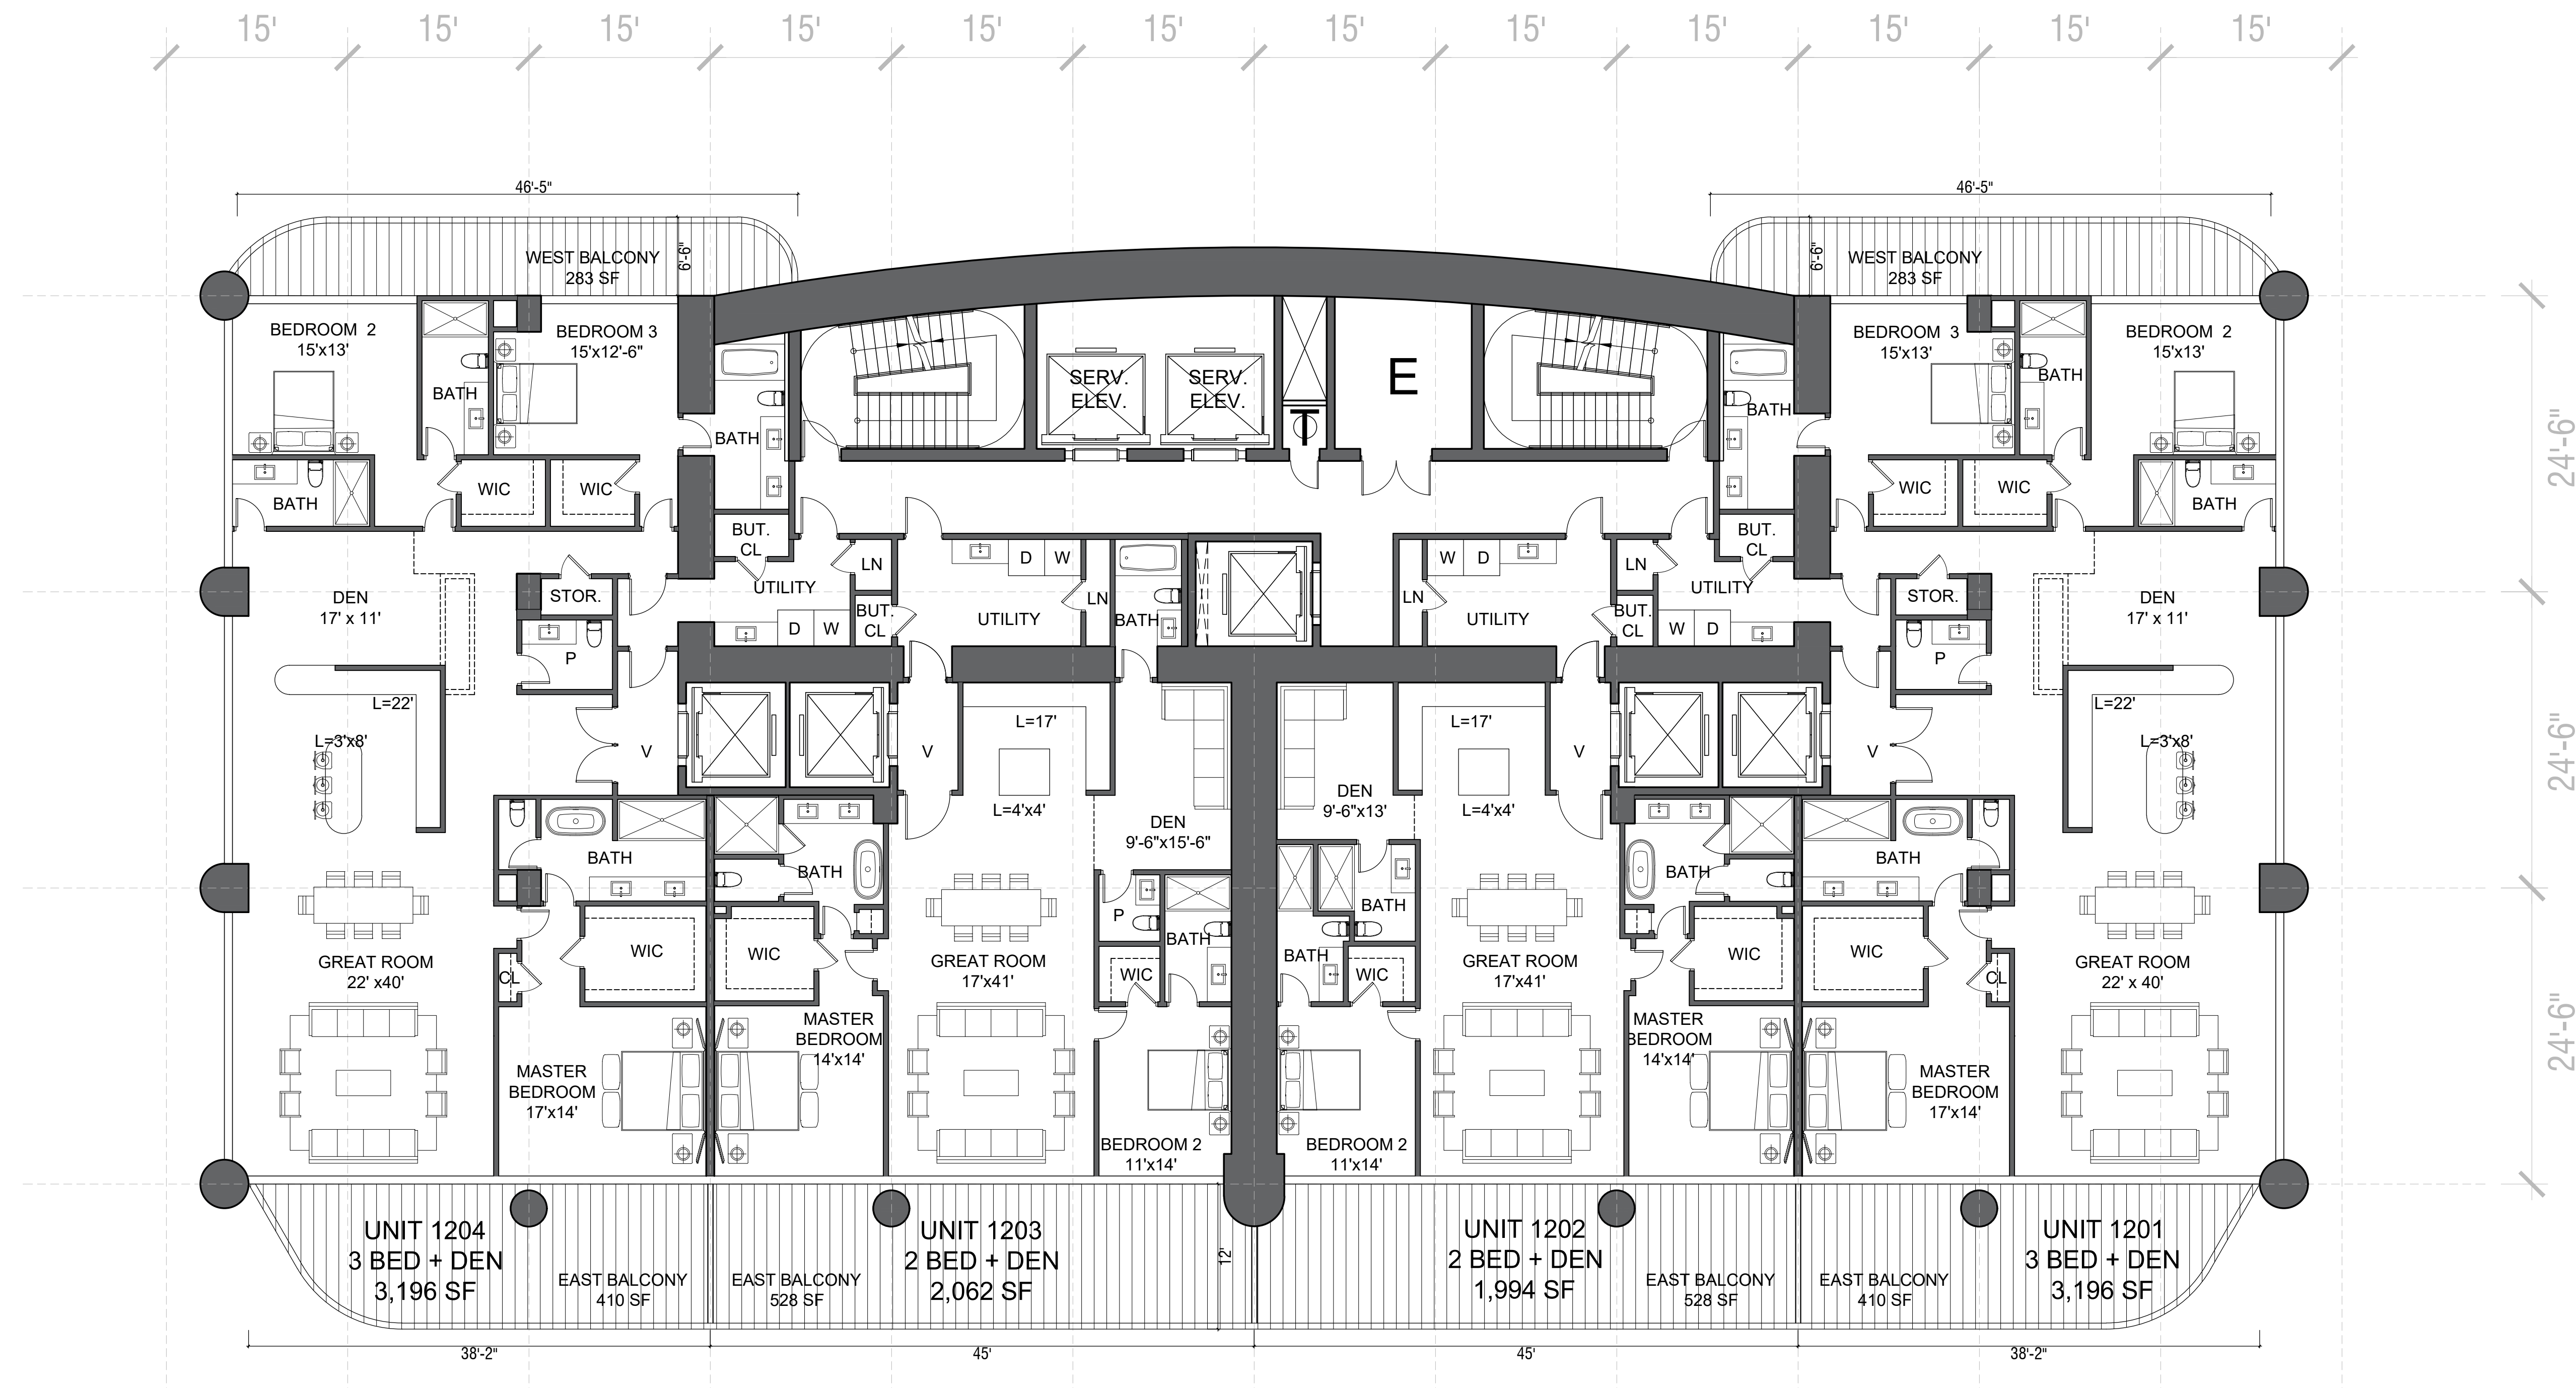 15' 15' 15' 15' 15' 15' 15' 15' 15' 15' 15' 15'
46'-5" 46'-5"
6'-6" 6'-6"
WEST BALCONY
283 SF
WEST BALCONY
283 SF
BEDROOM 2
15'x13'
BATH
BEDROOM 3
15'x12'-6"
BATH
SERV.
ELEV.
SERV.
ELEV.
T
E
BATH
BEDROOM 3
15'x13'
BATH
BEDROOM 2
15'x13'
24'-6"
BATH
WIC
WIC
BUT.
CL
BUT.
CL
WIC
WIC
BATH
DEN
17' x 11'
STOR.
UTILITY
D W
LN
BUT.
CL
D W
UTILITY
LN
BATH
LN
W D
UTILITY
LN
BUT.
CL
UTILITY
W D
STOR.
DEN
17' x 11'
P
P
L=22'
L=3'x8'
V
V
L=17'
L=4'x4'
DEN
9'-6"x15'-6"
DEN
9'-6"x13'
L=17'
L=4'x4'
V
V
L=22'
L=3'x8'
24'-6"
BATH
BATH
P
BATH
WIC
BATH
BATH
WIC
BATH
BATH
GREAT ROOM
22' x40'
CL
WIC
WIC
GREAT ROOM
17'x41'
GREAT ROOM
17'x41'
WIC
WIC
CL
GREAT ROOM
22' x 40'
24'-6"
MASTER
BEDROOM
17'x14'
MASTER
BEDROOM
14'x14'
BEDROOM 2
11'x14'
BEDROOM 2
11'x14'
MASTER
BEDROOM
14'x14'
MASTER
BEDROOM
17'x14'
UNIT 1204
3 BED + DEN
3,196 SF
EAST BALCONY
410 SF
EAST BALCONY
528 SF
UNIT 1203
2 BED + DEN
2,062 SF
12'
UNIT 1202
2 BED + DEN
1,994 SF
EAST BALCONY
528 SF
EAST BALCONY
410 SF
UNIT 1201
3 BED + DEN
3,196 SF
38'-2" 45' 45' 38'-2"